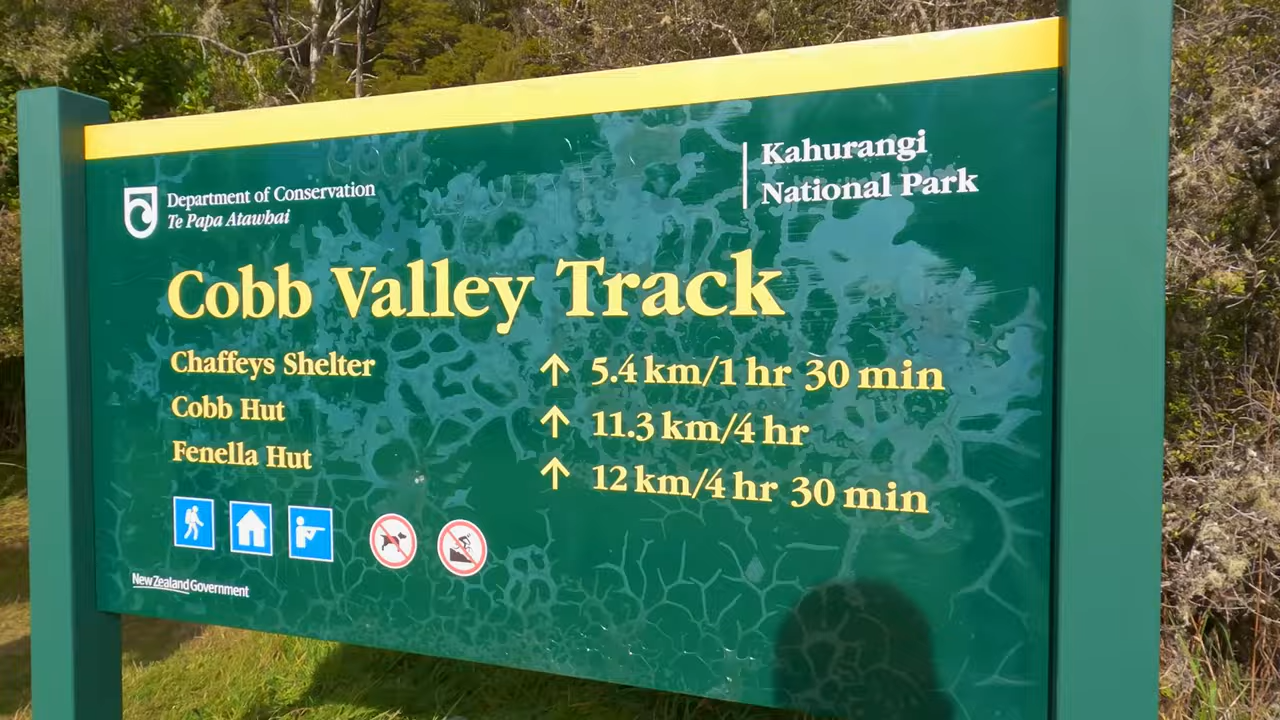 Department of Conservation
Te Papa Atawhai
Kahurangi
National Park
Cobb Valley Track
Chaffeys Shelter ↑ 5.4 km/1 hr 30 min
Cobb Hut ↑ 11.3 km/4 hr
Fenella Hut ↑ 12 km/4 hr 30 min
New Zealand Government